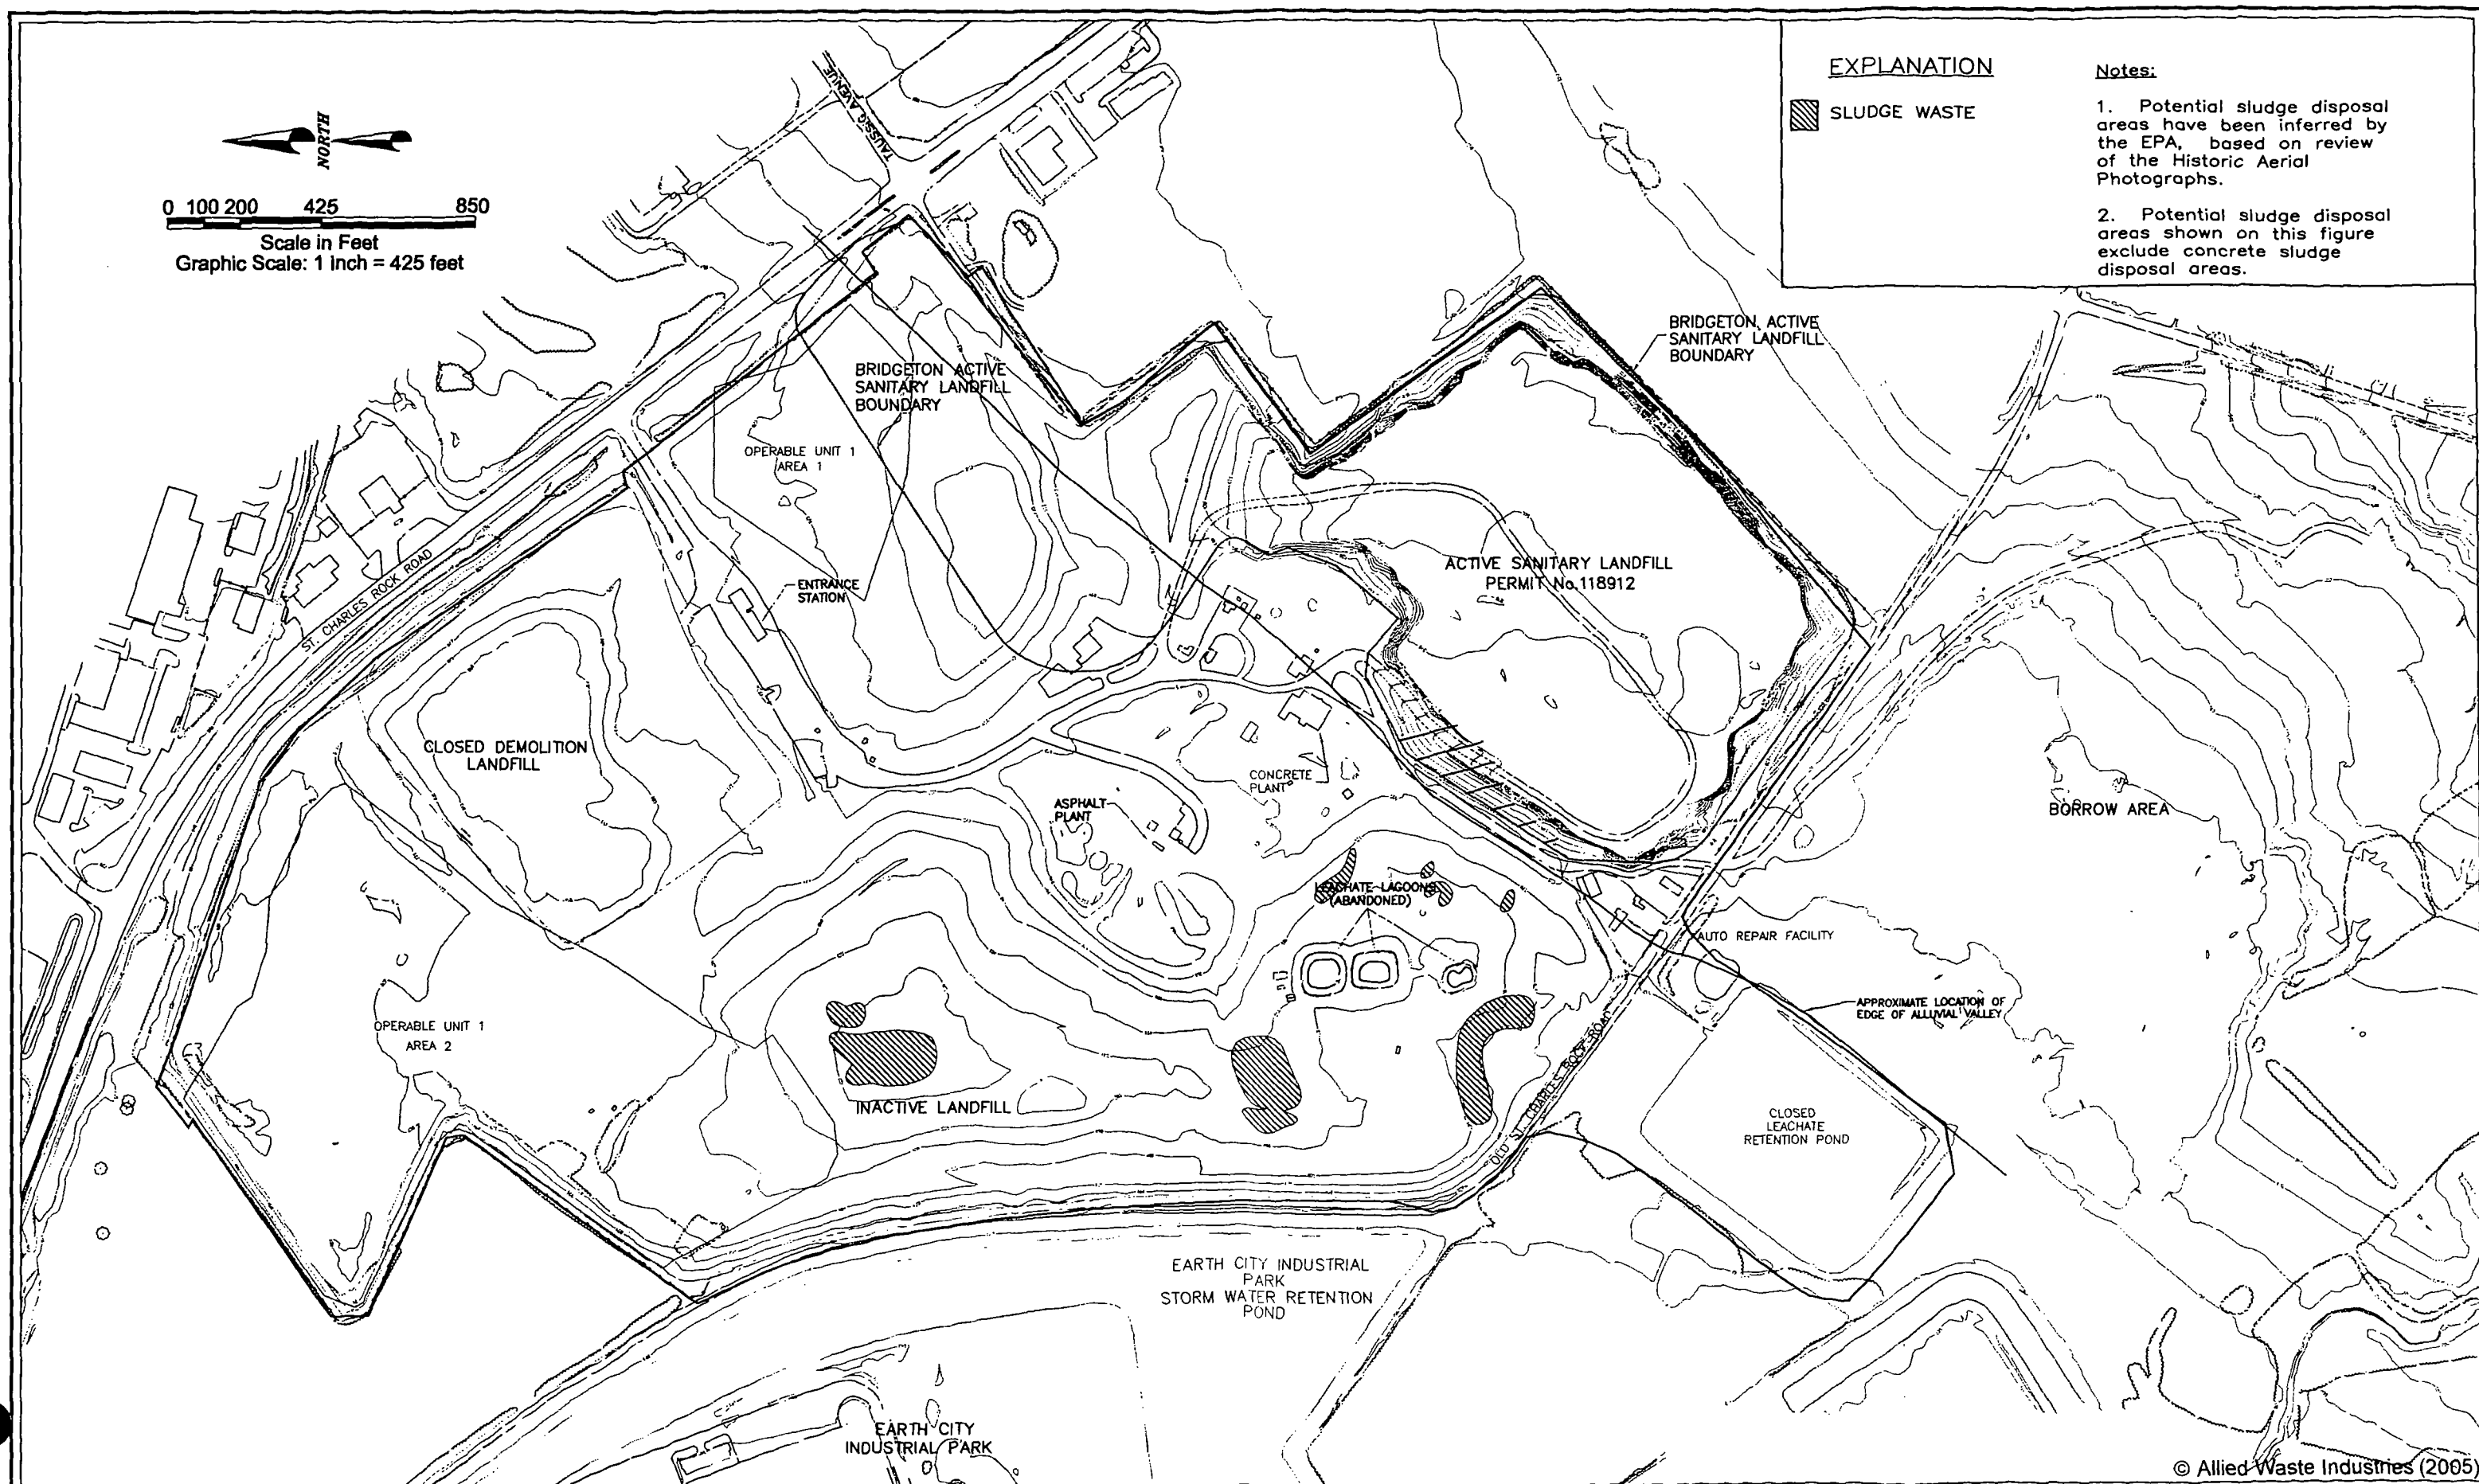 EXPLANATION
SLUDGE WASTE
Notes:
1. Potential sludge disposal
areas have been inferred by
the EPA, based on review
of the Historic Aerial
Photographs.
2. Potential sludge disposal
areas shown on this figure
exclude concrete sludge
disposal areas.
NORTH
0 100 200 425 850
Scale in Feet
Graphic Scale: 1 inch = 425 feet
TAUSSIG AVENUE
BRIDGETON ACTIVE
SANITARY LANDFILL
BOUNDARY
BRIDGETON ACTIVE
SANITARY LANDFILL
BOUNDARY
OPERABLE UNIT 1
AREA 1
ST. CHARLES ROCK ROAD
ENTRANCE
STATION
ACTIVE SANITARY LANDFILL
PERMIT No.118912
CLOSED DEMOLITION
LANDFILL
CONCRETE
PLANT
ASPHALT
PLANT
BORROW AREA
LEACHATE LAGOONS
(ABANDONED)
AUTO REPAIR FACILITY
APPROXIMATE LOCATION OF
EDGE OF ALLUVIAL VALLEY
OPERABLE UNIT 1
AREA 2
INACTIVE LANDFILL
OLD ST. CHARLES ROCK ROAD
CLOSED
LEACHATE
RETENTION POND
EARTH CITY INDUSTRIAL
PARK
STORM WATER RETENTION
POND
EARTH CITY
INDUSTRIAL PARK
© Allied Waste Industries (2005)